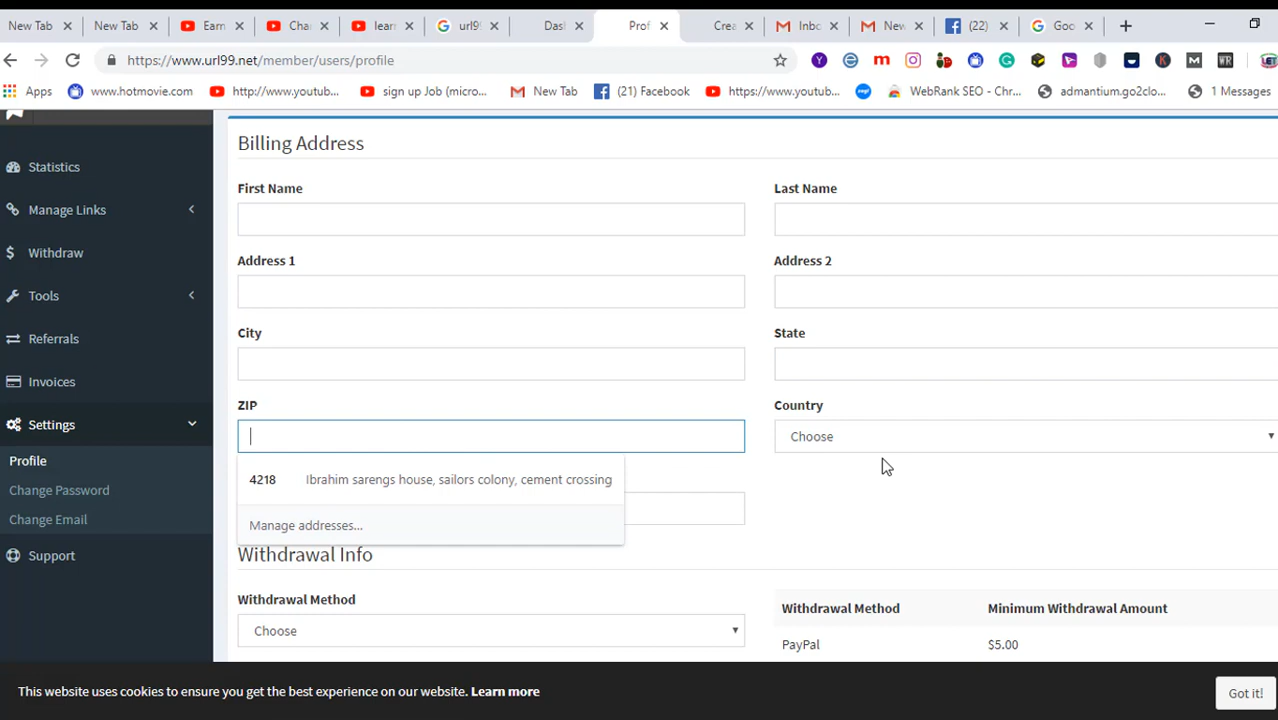 New Tab × New Tab × Earn × Cha × learn × url9 × Das × Prof × Crea × Inbo × New × (22) × Goo × +
https://www.url99.net/member/users/profile
Apps www.hotmovie.com http://www.youtub... sign up Job (micro... New Tab (21) Facebook https://www.youtub... WebRank SEO - Chr... admantium.go2clo... 1 Messages
Billing Address
Statistics
First Name Last Name
Manage Links
Withdraw
Address 1 Address 2
Tools
City State
Referrals
Invoices
ZIP Country
Settings
Choose
Profile
4218 Ibrahim sarengs house, sailors colony, cement crossing
Change Password
Change Email
Manage addresses...
Support
Withdrawal Info
Withdrawal Method
Withdrawal Method Minimum Withdrawal Amount
Choose
PayPal $5.00
This website uses cookies to ensure you get the best experience on our website. Learn more
Got it!